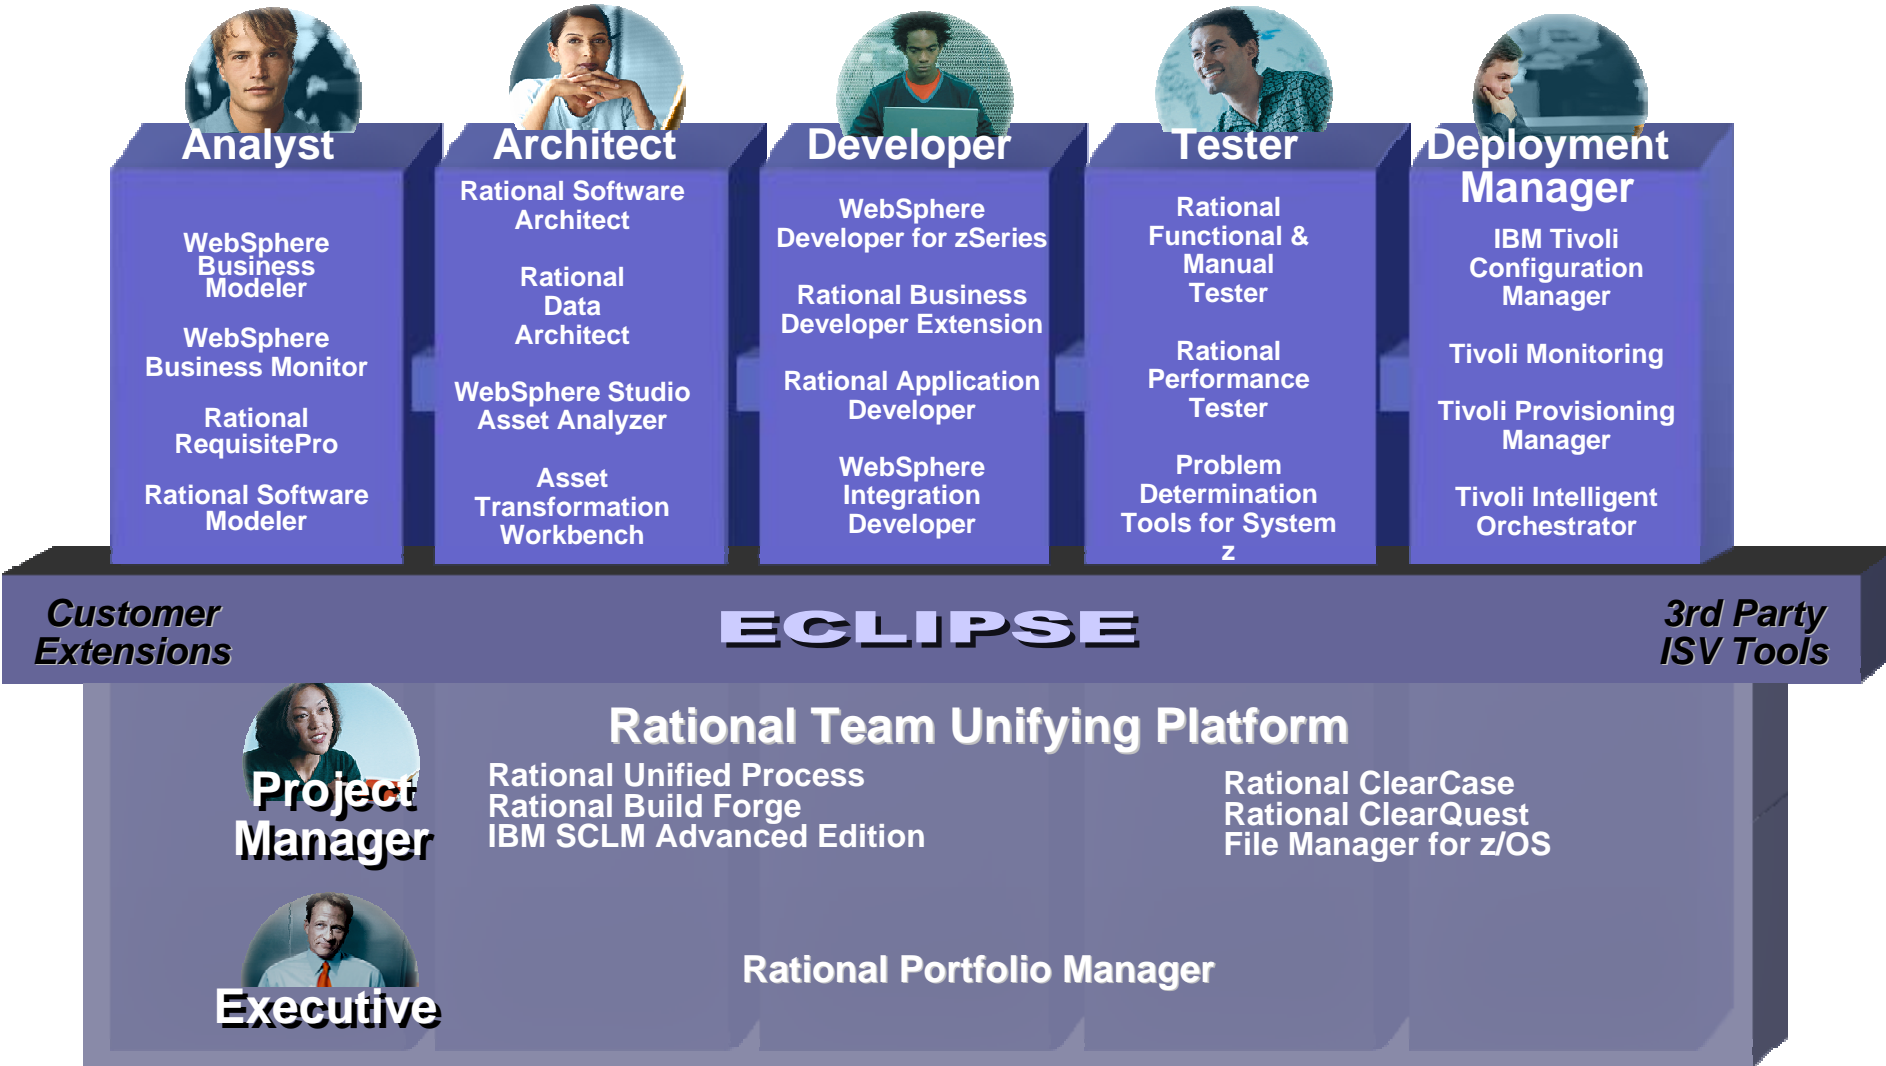 Analyst
WebSphere
Business
Modeler
WebSphere
Business Monitor
Rational
RequisitePro
Rational Software
Modeler
Architect
Rational Software
Architect
Rational
Data
Architect
WebSphere Studio
Asset Analyzer
Asset
Transformation
Workbench
Developer
WebSphere
Developer for zSeries
Rational Business
Developer Extension
Rational Application
Developer
WebSphere
Integration
Developer
Tester
Rational
Functional &
Manual
Tester
Rational
Performance
Tester
Problem
Determination
Tools for System
z
Deployment
Manager
IBM Tivoli
Configuration
Manager
Tivoli Monitoring
Tivoli Provisioning
Manager
Tivoli Intelligent
Orchestrator
Customer
Extensions
ECLIPSE
3rd Party
ISV Tools
Project
Manager
Rational Team Unifying Platform
Rational Unified Process
Rational Build Forge
IBM SCLM Advanced Edition
Rational ClearCase
Rational ClearQuest
File Manager for z/OS
Executive
Rational Portfolio Manager